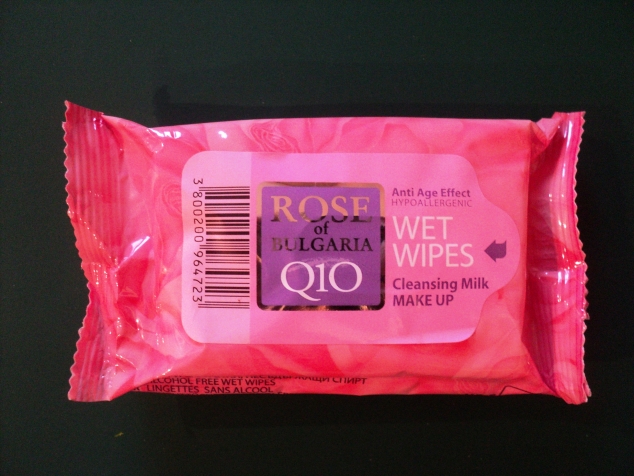 3 800200 964723
ROSE
of
BULGARIA
Q10
Anti Age Effect
HYPOALLERGENIC
WET
WIPES
Cleansing Milk
MAKE UP
СПИРТ
ALCOHOL FREE WET WIPES
LINGETTES SANS ALCOOL